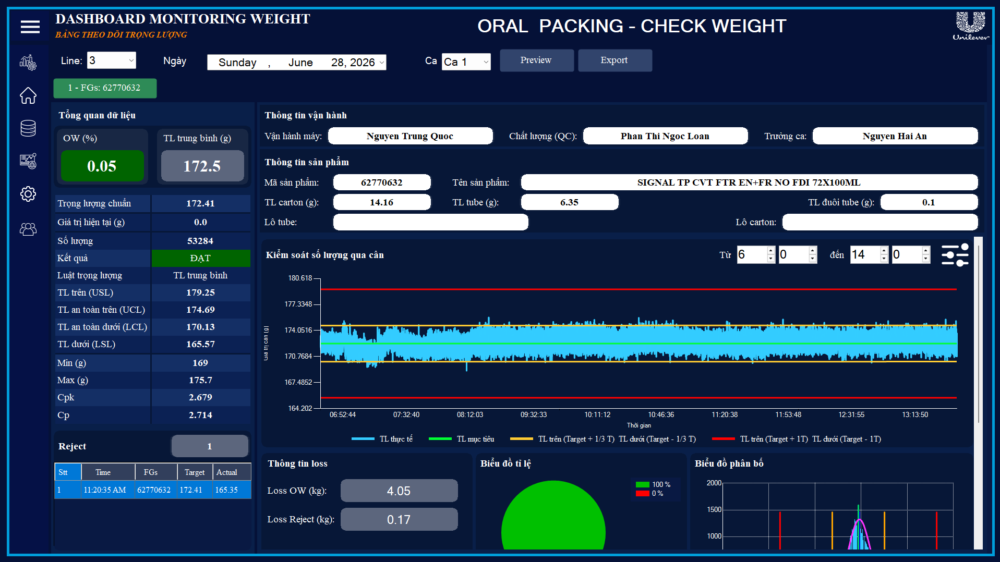 DASHBOARD MONITORING WEIGHT
BẢNG THEO DÕI TRỌNG LƯỢNG
ORAL PACKING - CHECK WEIGHT
Unilever
Line: 3 Ngày Sunday , June 28, 2026 Ca Ca 1 Preview Export
1 - FGs: 62770632
Tổng quan dữ liệu
OW (%) TL trung bình (g)
0.05 172.5
Trọng lượng chuẩn 172.41
Giá trị hiện tại (g) 0.0
Số lượng 53284
Kết quả ĐẠT
Luật trọng lượng TL trung bình
TL trên (USL) 179.25
TL an toàn trên (UCL) 174.69
TL an toàn dưới (LCL) 170.13
TL dưới (LSL) 165.57
Min (g) 169
Max (g) 175.7
Cpk 2.679
Cp 2.714
Reject 1
Stt Time FGs Target Actual
1 11:20:35 AM 62770632 172.41 165.35
Thông tin vận hành
Vận hành máy: Nguyen Trung Quoc Chất lượng (QC): Phan Thi Ngoc Loan Trưởng ca: Nguyen Hai An
Thông tin sản phẩm
Mã sản phẩm: 62770632 Tên sản phẩm: SIGNAL TP CVT FTR EN+FR NO FDI 72X100ML
TL carton (g): 14.16 TL tube (g): 6.35 TL đuôi tube (g): 0.1
Lô tube: Lô carton:
Kiểm soát số lượng qua cân Từ 6 0 đến 14 0
Giá trị cân (g)
180.618
177.3348
174.0516
170.7684
167.4852
164.202
06:52:44 07:32:40 08:12:03 09:32:33 10:11:12 10:46:36 11:20:38 11:53:48 12:31:55 13:13:50
Thời gian
TL thực tế TL mục tiêu TL trên (Target + 1/3 T) TL dưới (Target - 1/3 T) TL trên (Target + 1T) TL dưới (Target - 1T)
Thông tin loss
Loss OW (kg): 4.05
Loss Reject (kg): 0.17
Biểu đồ tỉ lệ
100 %
0 %
Biểu đồ phân bố
2000
1500
1000